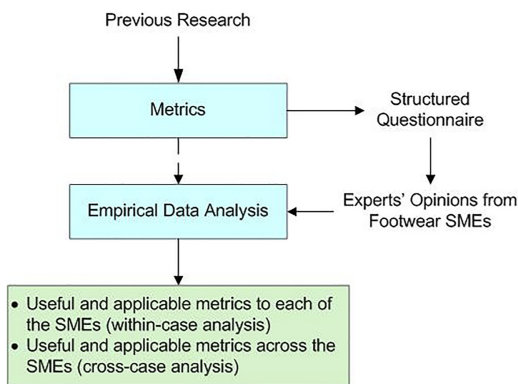 Previous Research
Metrics
Structured
Questionnaire
Empirical Data Analysis
Experts' Opinions from
Footwear SMEs
• Useful and applicable metrics to each of
the SMEs (within-case analysis)
• Useful and applicable metrics across the
SMEs (cross-case analysis)